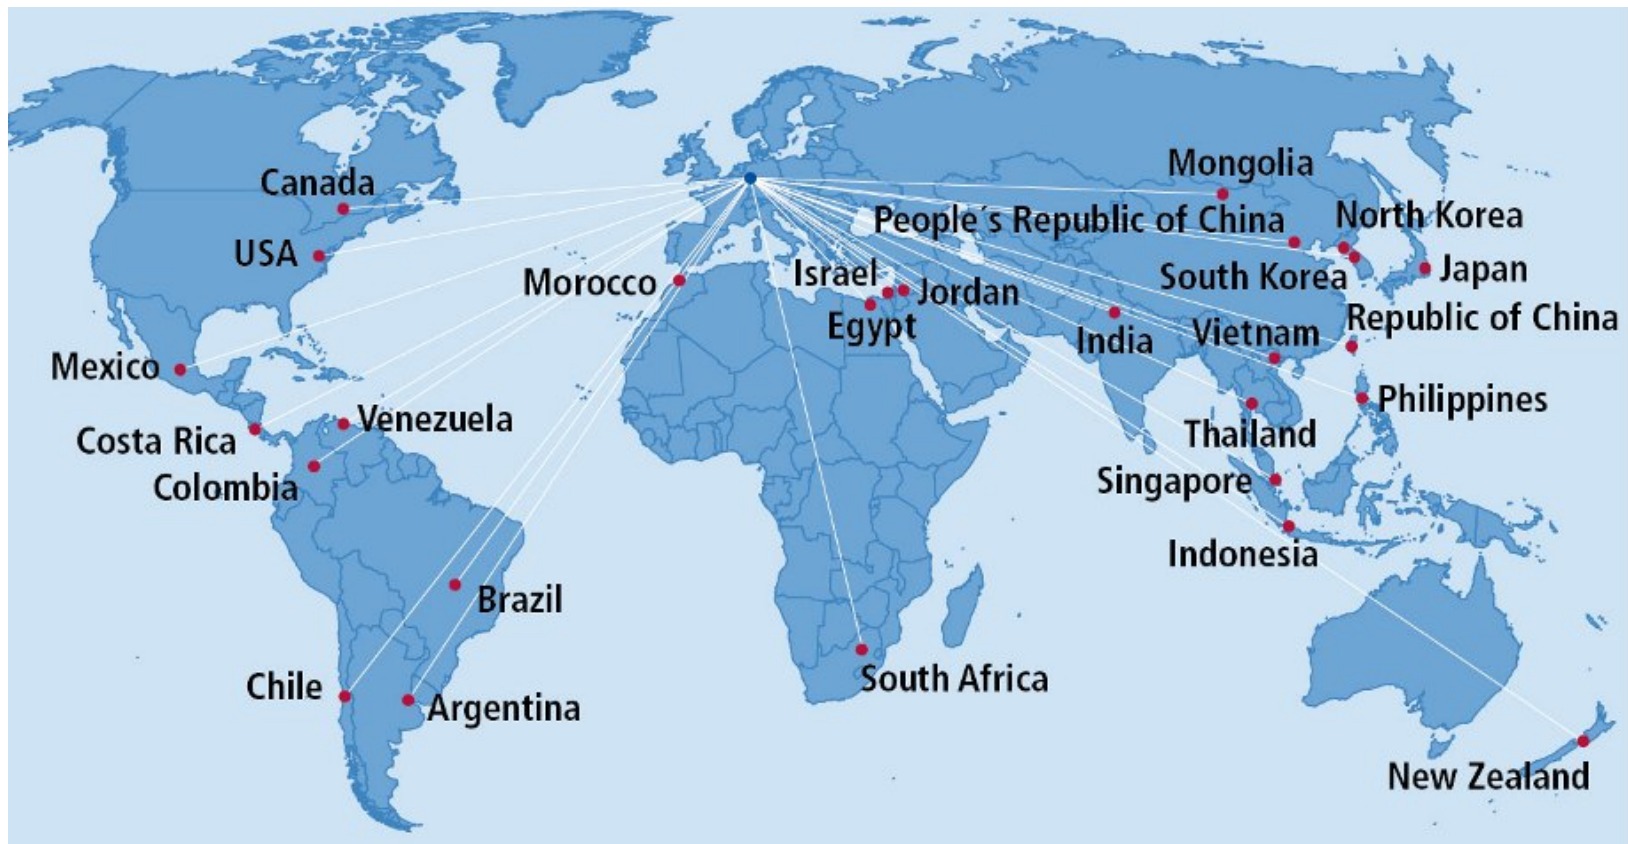 Mongolia
Canada
People´s Republic of China
North Korea
USA
Morocco
Israel
Jordan
South Korea
Japan
Egypt
India
Vietnam
Republic of China
Mexico
Venezuela
Philippines
Costa Rica
Thailand
Colombia
Singapore
Indonesia
Brazil
Chile
South Africa
Argentina
New Zealand